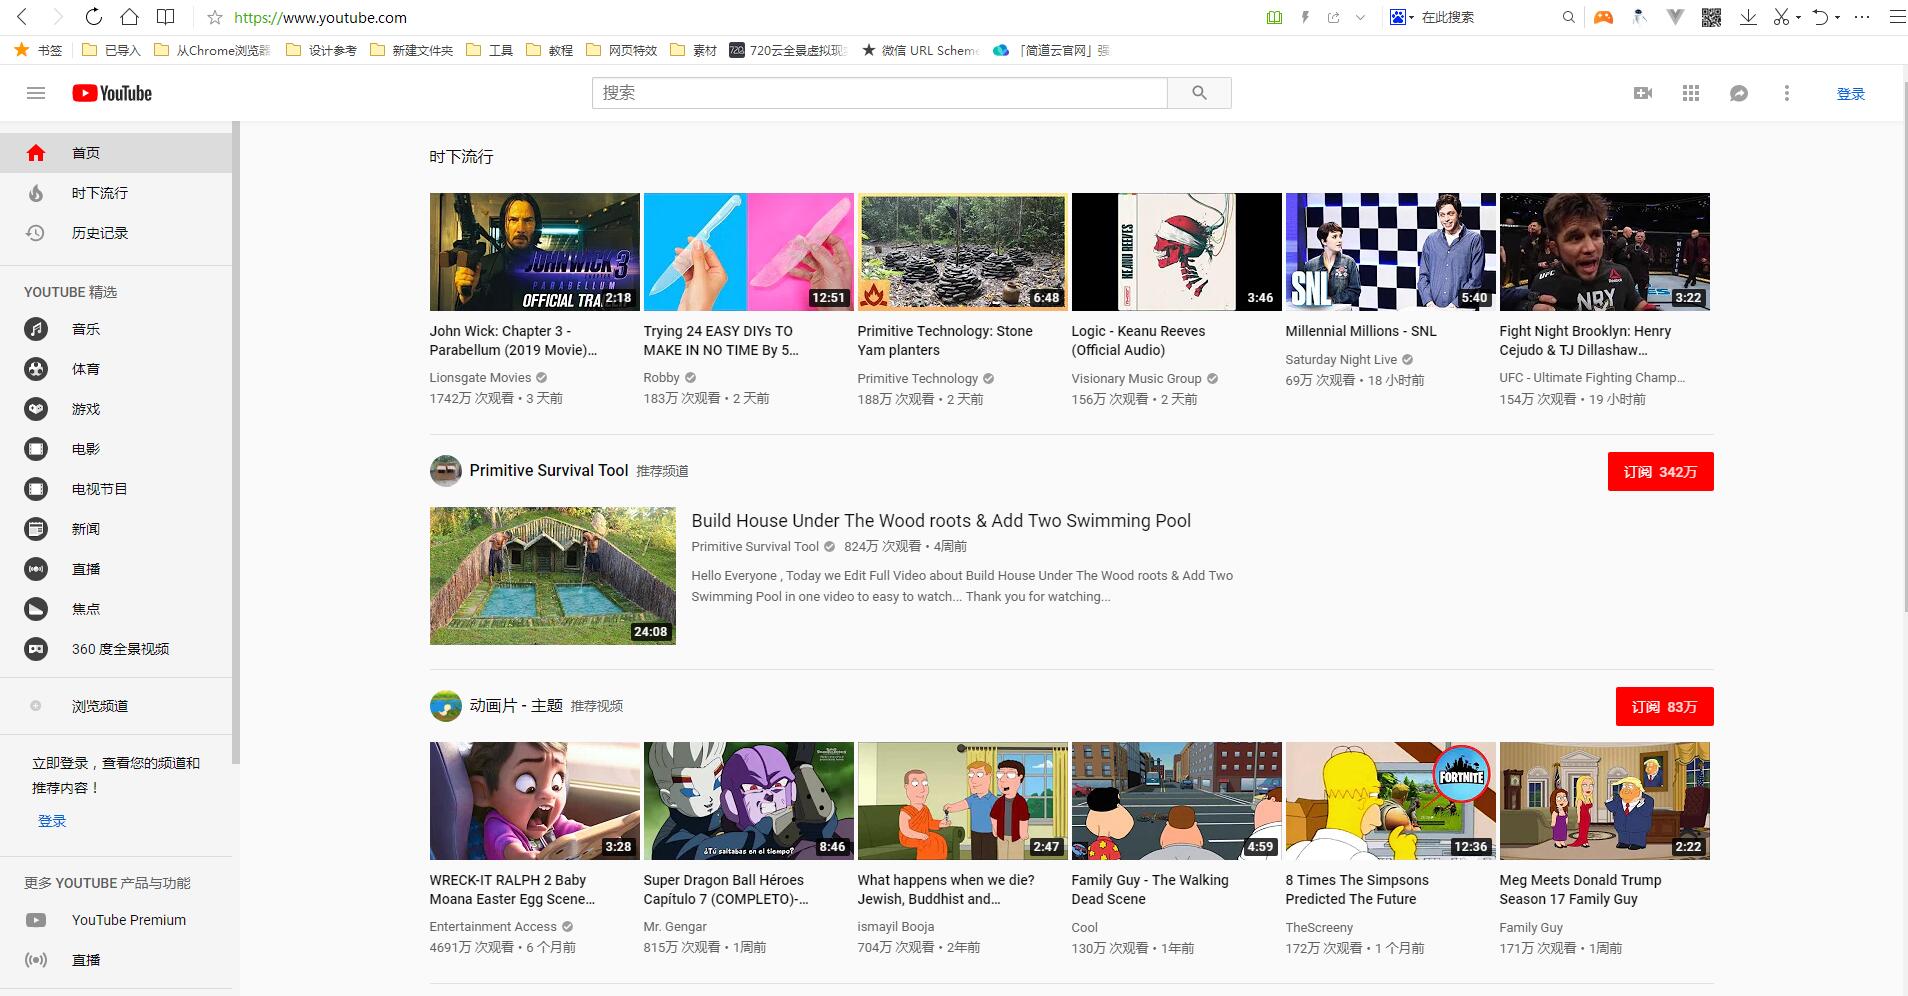 https://www.youtube.com
在此搜索
书签
已导入
从Chrome浏览器
设计参考
新建文件夹
工具
教程
网页特效
素材
720云全景虚拟现
微信 URL Schem
「简道云官网」强
YouTube
搜索
登录
首页
时下流行
历史记录
YOUTUBE 精选
音乐
体育
游戏
电影
电视节目
新闻
直播
焦点
360 度全景视频
浏览频道
立即登录，查看您的频道和
推荐内容！
登录
更多 YOUTUBE 产品与功能
YouTube Premium
直播
时下流行
JOHN WICK 3
PARABELLUM
OFFICIAL TRA
2:18
12:51
6:48
KEANU REEVES
3:46
SNL
5:40
UFC
NRY
3:22
John Wick: Chapter 3 -
Parabellum (2019 Movie)...
Lionsgate Movies
1742万 次观看 • 3 天前
Trying 24 EASY DIYs TO
MAKE IN NO TIME By 5...
Robby
183万 次观看 • 2 天前
Primitive Technology: Stone
Yam planters
Primitive Technology
188万 次观看 • 2 天前
Logic - Keanu Reeves
(Official Audio)
Visionary Music Group
156万 次观看 • 2 天前
Millennial Millions - SNL
Saturday Night Live
69万 次观看 • 18 小时前
Fight Night Brooklyn: Henry
Cejudo & TJ Dillashaw...
UFC - Ultimate Fighting Champ...
154万 次观看 • 19 小时前
Primitive Survival Tool 推荐频道
订阅 342万
24:08
Build House Under The Wood roots & Add Two Swimming Pool
Primitive Survival Tool 824万 次观看 • 4周前
Hello Everyone , Today we Edit Full Video about Build House Under The Wood roots & Add Two
Swimming Pool in one video to easy to watch... Thank you for watching...
动画片 - 主题 推荐视频
订阅 83万
3:28
¿Tú saltabas en el tiempo?
8:46
2:47
4:59
FORTNITE
12:36
2:22
WRECK-IT RALPH 2 Baby
Moana Easter Egg Scene...
Entertainment Access
4691万 次观看 • 6 个月前
Super Dragon Ball Héroes
Capítulo 7 (COMPLETO)-...
Mr. Gengar
815万 次观看 • 1周前
What happens when we die?
Jewish, Buddhist and...
ismayil Booja
704万 次观看 • 2年前
Family Guy - The Walking
Dead Scene
Cool
130万 次观看 • 1年前
8 Times The Simpsons
Predicted The Future
TheScreeny
172万 次观看 • 1 个月前
Meg Meets Donald Trump
Season 17 Family Guy
Family Guy
171万 次观看 • 1周前